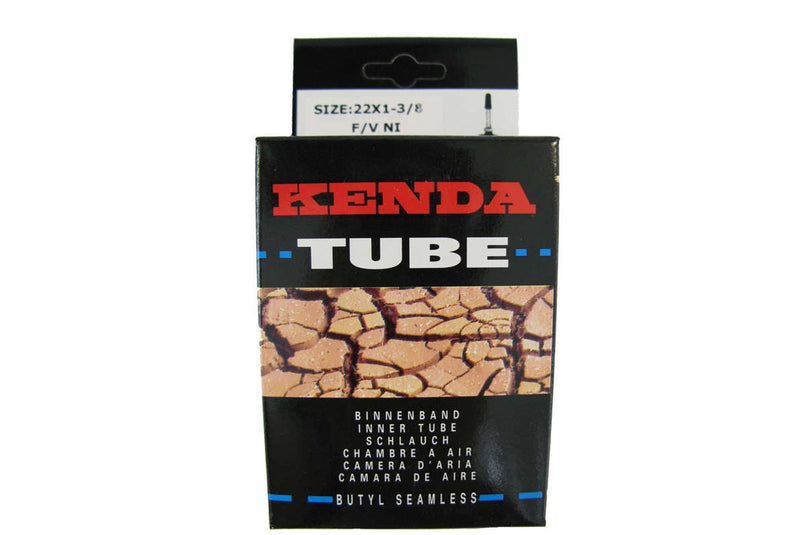 SIZE:22X1-3/8
F/V NI
KENDA
TUBE
BINNENBAND
INNER TUBE
SCHLAUCH
CHAMBRE A AIR
CAMERA D'ARIA
CAMARA DE AIRE
BUTYL SEAMLESS